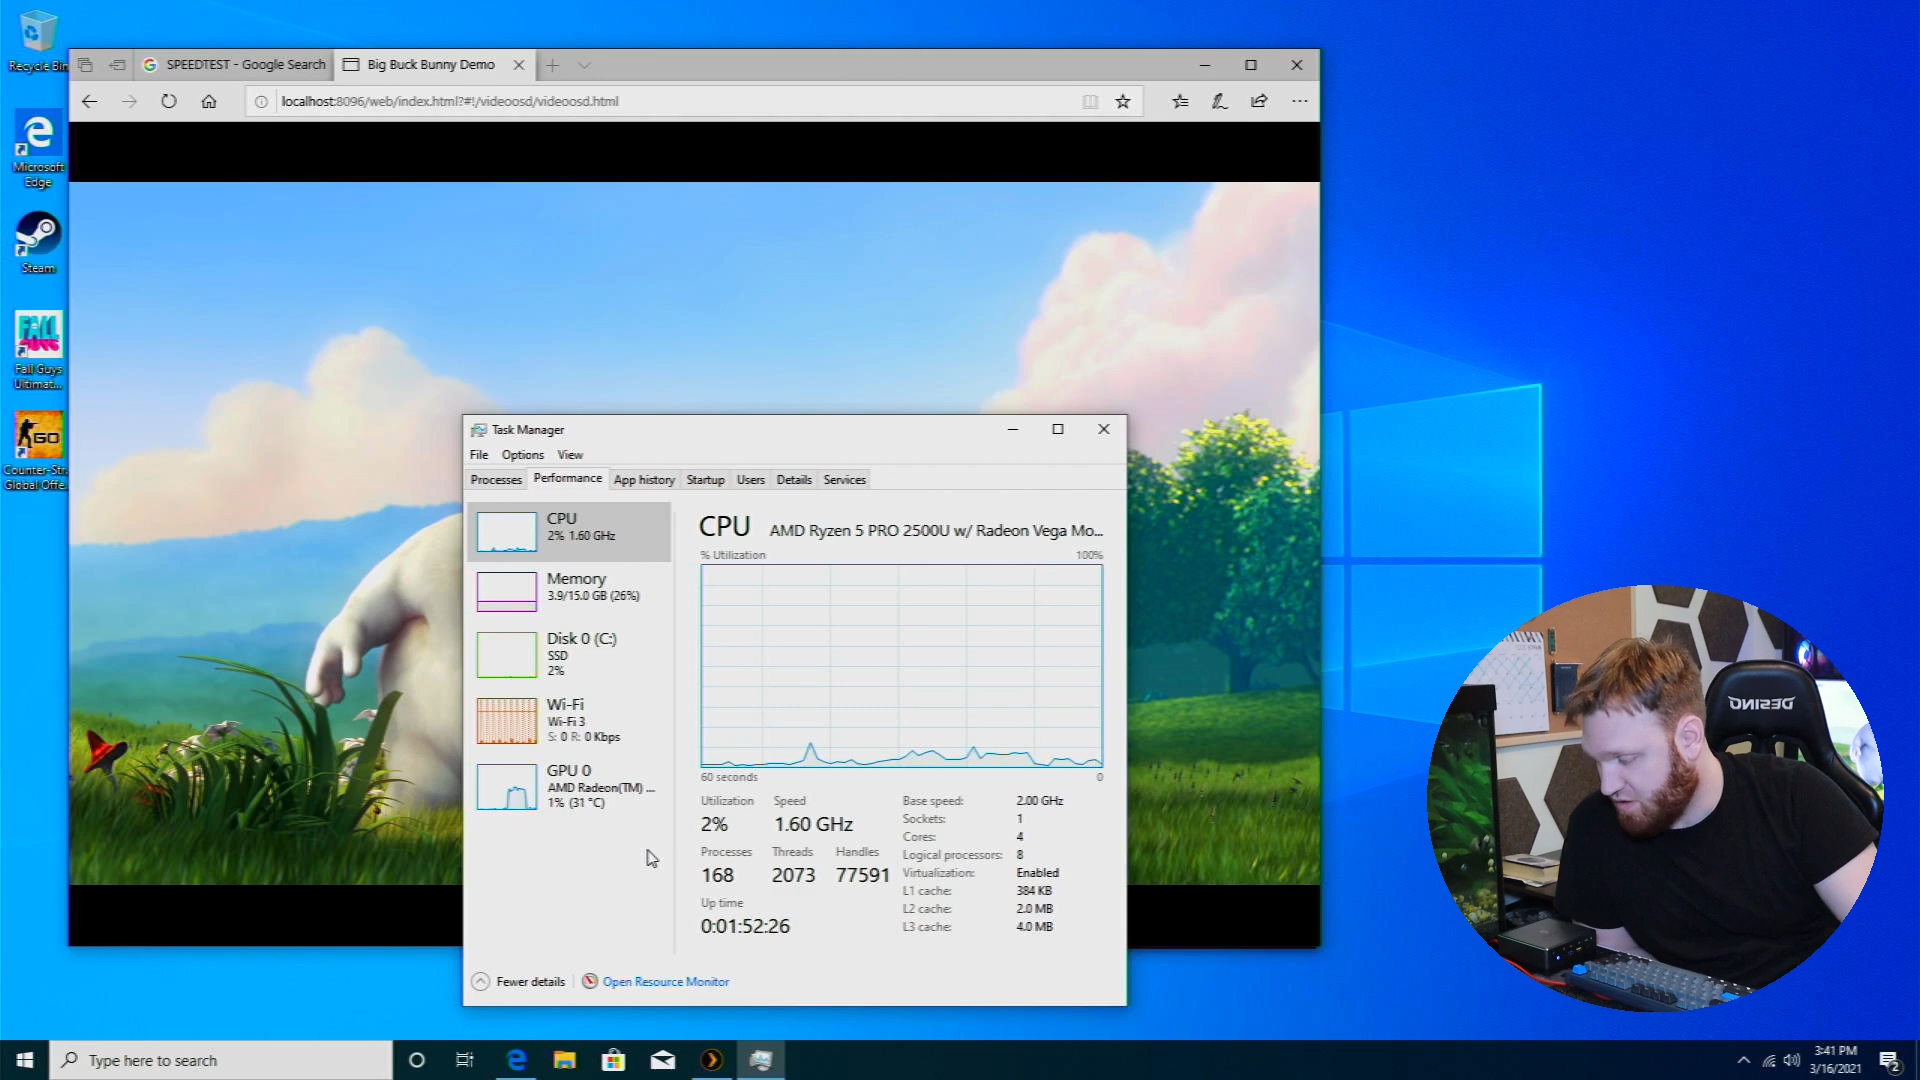 Recycle Bin
Microsoft
Edge
Steam
FALL
GUYS
Fall Guys
Ultimat...
GO
Counter-Str
Global Offe
SPEEDTEST - Google Search
Big Buck Bunny Demo
localhost:8096/web/index.html?#!/videoosd/videoosd.html
Task Manager
File Options View
Processes Performance App history Startup Users Details Services
CPU
2% 1.60 GHz
Memory
3.9/15.0 GB (26%)
Disk 0 (C:)
SSD
2%
Wi-Fi
Wi-Fi 3
S: 0 R: 0 Kbps
GPU 0
AMD Radeon(TM) ...
1% (31 °C)
CPU AMD Ryzen 5 PRO 2500U w/ Radeon Vega Mo...
% Utilization 100%
60 seconds 0
Utilization Speed
2% 1.60 GHz
Processes Threads Handles
168 2073 77591
Up time
0:01:52:26
Base speed: 2.00 GHz
Sockets: 1
Cores: 4
Logical processors: 8
Virtualization: Enabled
L1 cache: 384 KB
L2 cache: 2.0 MB
L3 cache: 4.0 MB
Fewer details Open Resource Monitor
RESPAWN
Type here to search
3:41 PM
3/16/2021
2